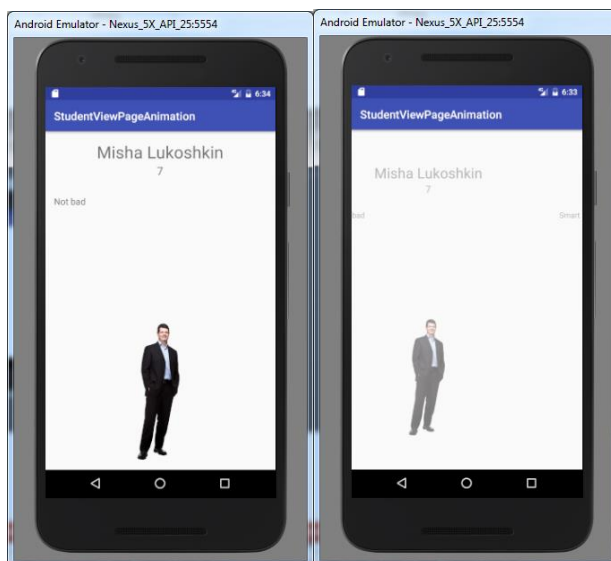 Android Emulator - Nexus_5X_API_25:5554
6:34
StudentViewPageAnimation
Misha Lukoshkin
7
Not bad
Android Emulator - Nexus_5X_API_25:5554
6:33
StudentViewPageAnimation
Misha Lukoshkin
7
bad
Smart